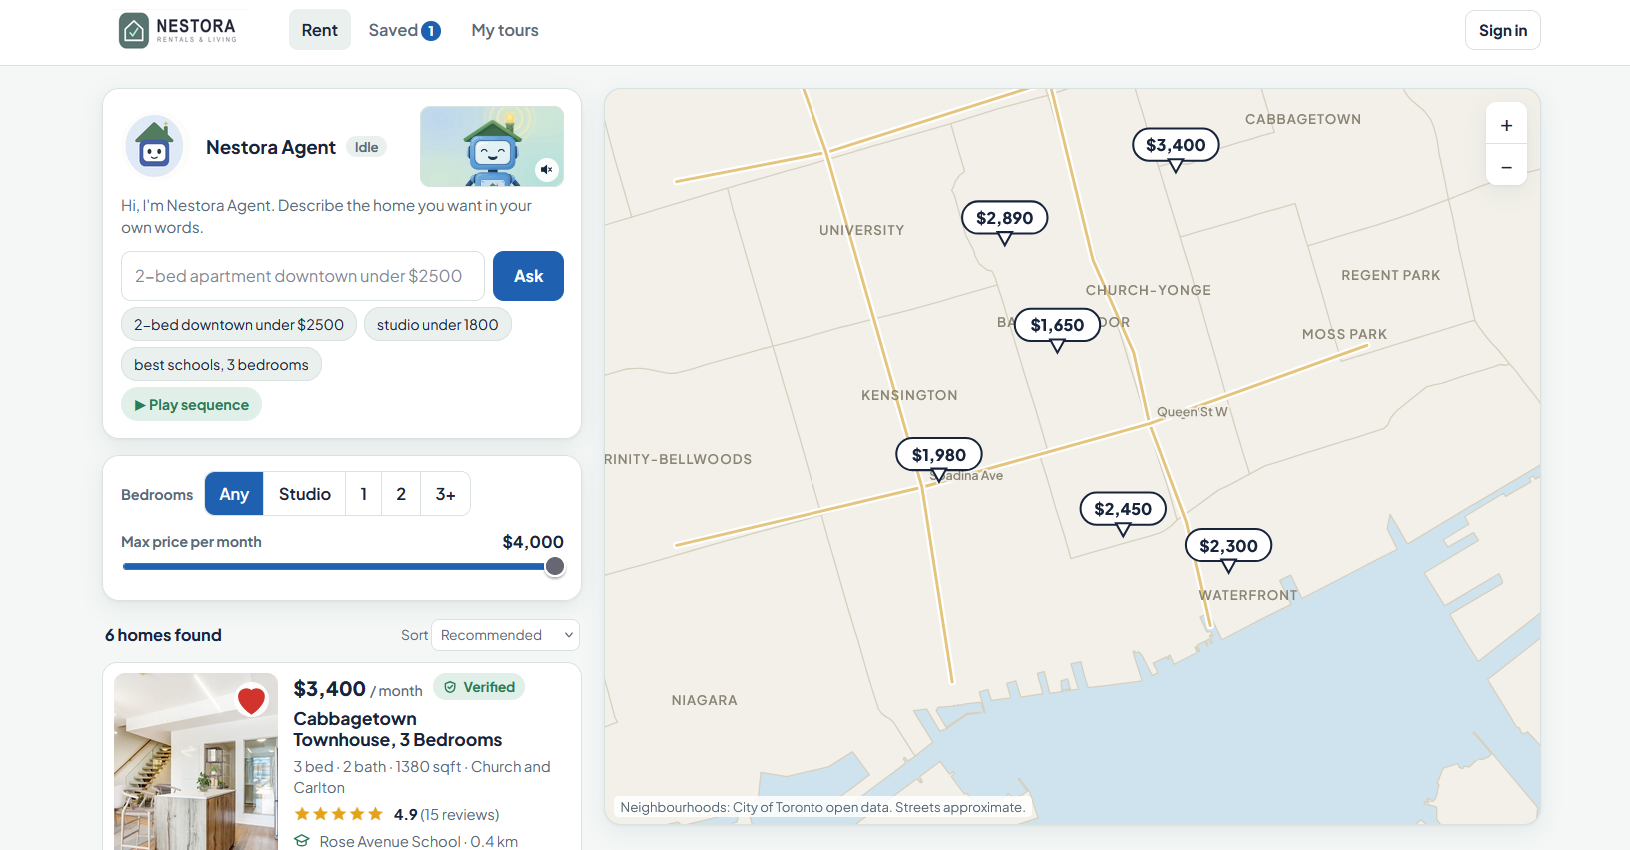 NESTORA
RENTALS & LIVING
Rent
Saved 1
My tours
Sign in
Nestora Agent
Idle
Hi, I'm Nestora Agent. Describe the home you want in your
own words.
2-bed apartment downtown under $2500
Ask
2-bed downtown under $2500
studio under 1800
best schools, 3 bedrooms
Play sequence
Bedrooms
Any
Studio
1
2
3+
Max price per month
$4,000
6 homes found
Sort
Recommended
$3,400 / month
Verified
Cabbagetown
Townhouse, 3 Bedrooms
3 bed · 2 bath · 1380 sqft · Church and
Carlton
4.9 (15 reviews)
Rose Avenue School · 0.4 km
CABBAGETOWN
+
−
$3,400
$2,890
UNIVERSITY
REGENT PARK
CHURCH-YONGE
$1,650
MOSS PARK
KENSINGTON
Queen St W
$1,980
RINITY-BELLWOODS
Spadina Ave
$2,450
$2,300
WATERFRONT
NIAGARA
Neighbourhoods: City of Toronto open data. Streets approximate.